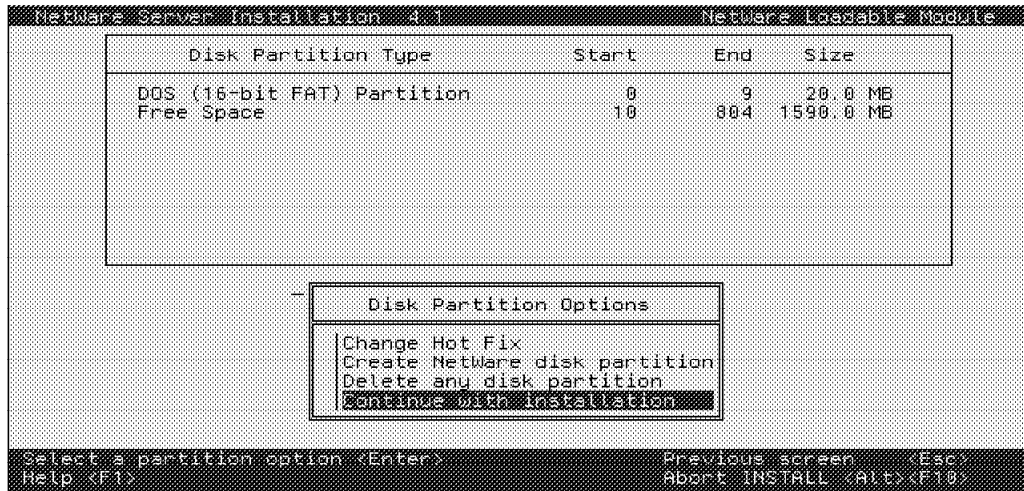 NetWare Server Installation 4.1 NetWare Loadable Module
Disk Partition Type Start End Size
DOS (16-bit FAT) Partition 0 9 20.0 MB
Free Space 10 804 1590.0 MB
Disk Partition Options
Change Hot Fix
Create NetWare disk partition
Delete any disk partition
Continue with installation
Select a partition option <Enter> Previous screen <Esc>
Help <F1> Abort INSTALL <Alt><F10>